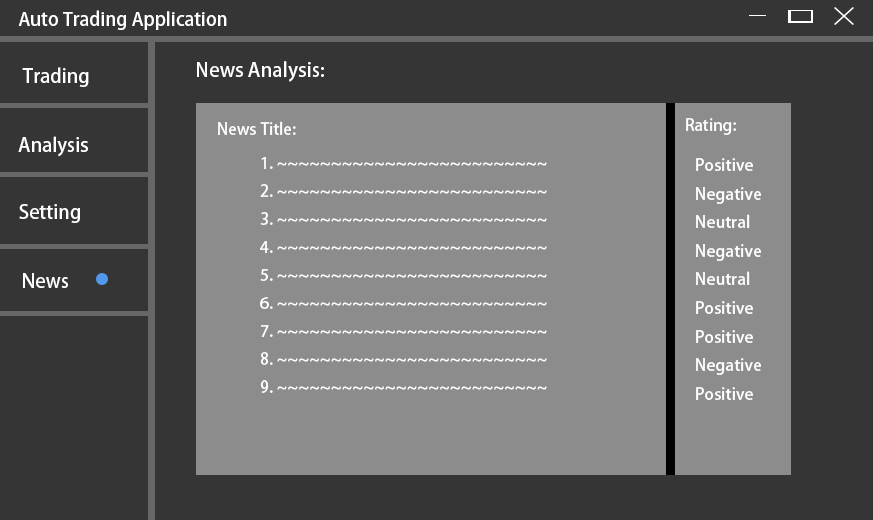 Auto Trading Application
Trading
Analysis
Setting
News
News Analysis:
News Title:
1. ~~~~~~~~~~~~~~~~~~~~~~~~~
2. ~~~~~~~~~~~~~~~~~~~~~~~~~
3. ~~~~~~~~~~~~~~~~~~~~~~~~~
4. ~~~~~~~~~~~~~~~~~~~~~~~~~
5. ~~~~~~~~~~~~~~~~~~~~~~~~~
6. ~~~~~~~~~~~~~~~~~~~~~~~~~
7. ~~~~~~~~~~~~~~~~~~~~~~~~~
8. ~~~~~~~~~~~~~~~~~~~~~~~~~
9. ~~~~~~~~~~~~~~~~~~~~~~~~~
Rating:
Positive
Negative
Neutral
Negative
Neutral
Positive
Positive
Negative
Positive